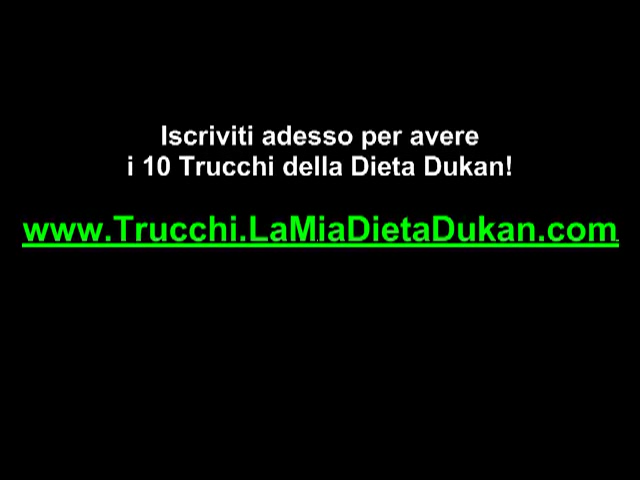 Iscriviti adesso per avere
i 10 Trucchi della Dieta Dukan!
www.Trucchi.LaMiaDietaDukan.com